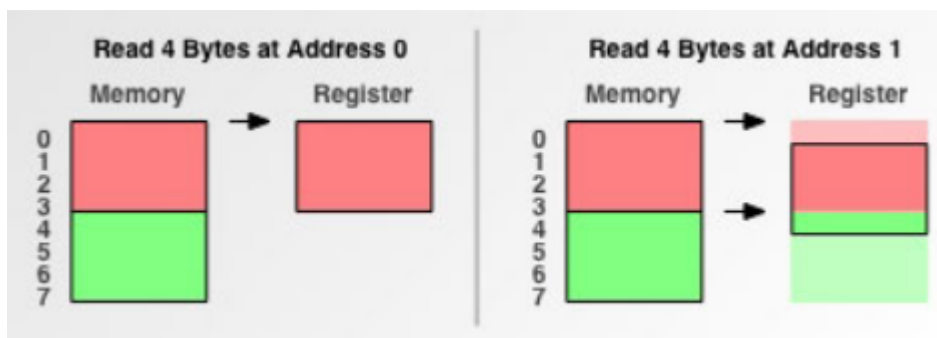 Read 4 Bytes at Address 0
Memory
Register
0
1
2
3
4
5
6
7
Read 4 Bytes at Address 1
Memory
Register
0
1
2
3
4
5
6
7